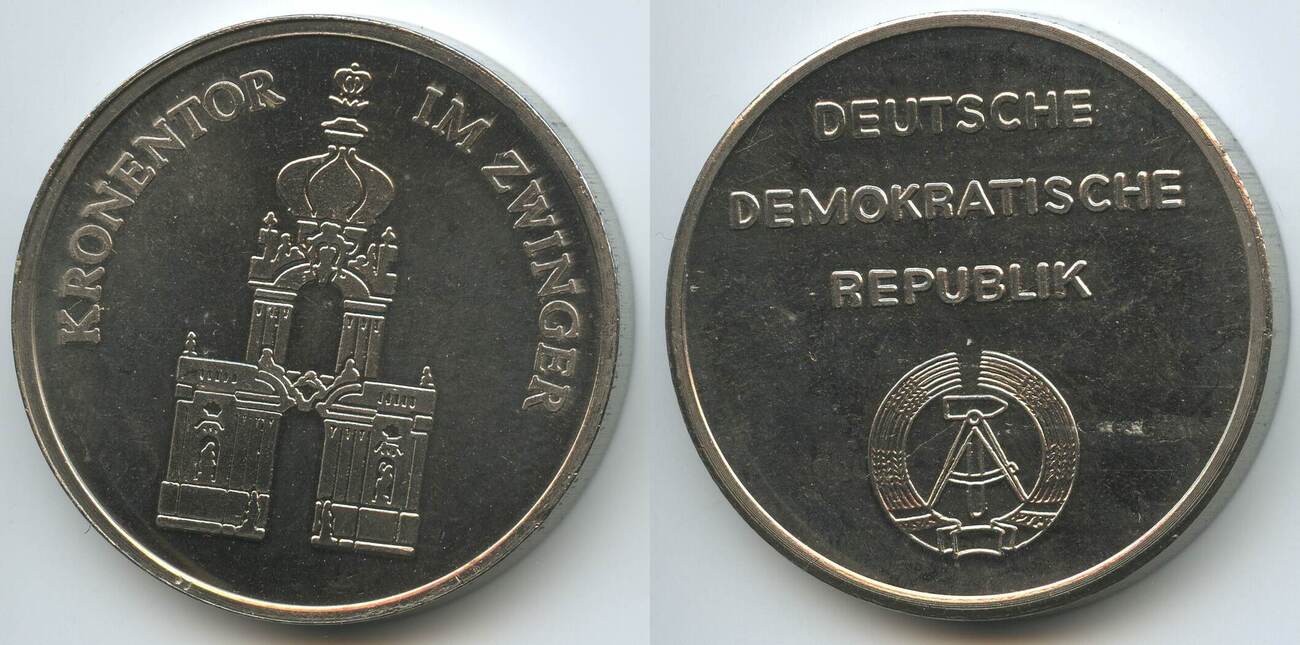 KRONENTOR IM ZWINGER
DEUTSCHE
DEMOKRATISCHE
REPUBLIK